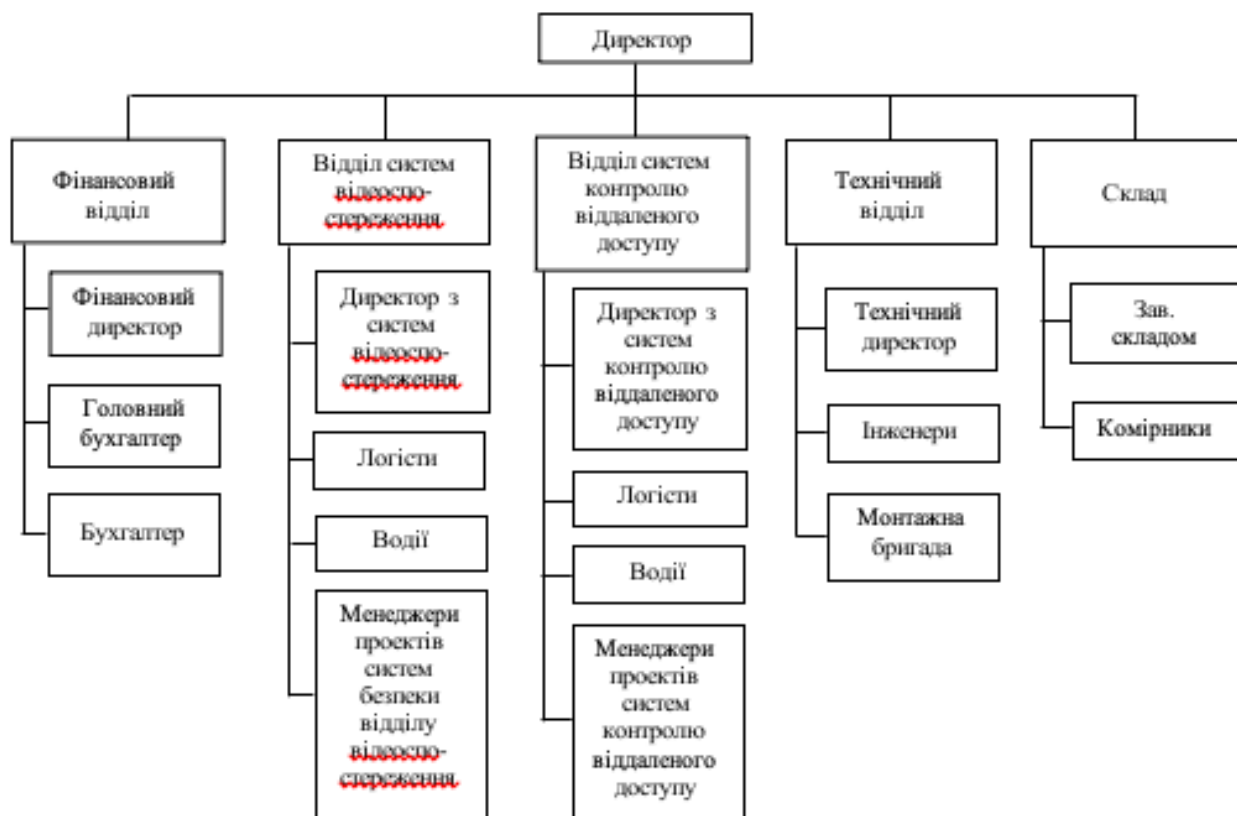 Директор
Фінансовий
відділ
Відділ систем
відеоспо-
стереження
Відділ систем
контролю
віддаленого
доступу
Технічний
відділ
Склад
Фінансовий
директор
Головний
бухгалтер
Бухгалтер
Директор з
систем
відеоспо-
стереження
Логісти
Водії
Менеджери
проектів
систем
безпеки
відділу
відеоспо-
стереження
Директор з
систем
контролю
віддаленого
доступу
Логісти
Водії
Менеджери
проектів
систем
контролю
віддаленого
доступу
Технічний
директор
Інженери
Монтажна
бригада
Зав.
складом
Комірники